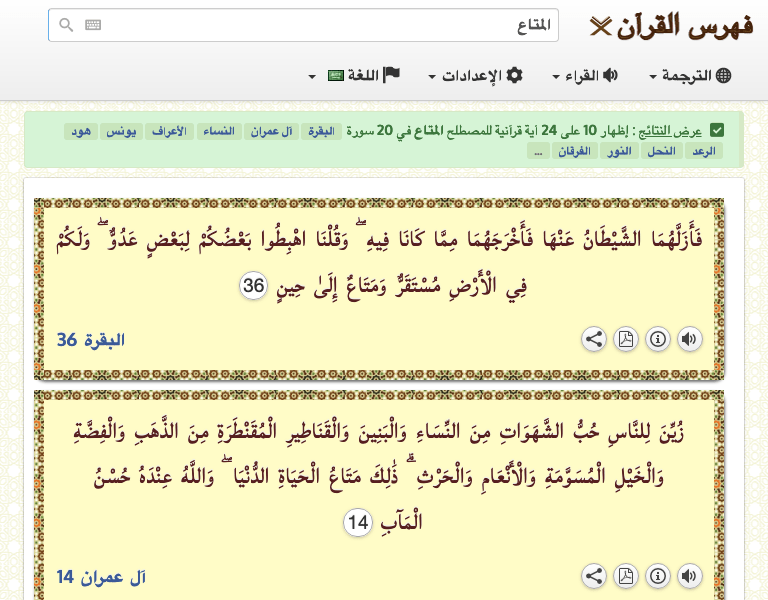 فهرس القرآن
المتاع
الترجمة القراء الإعدادات اللغة
عرض النتائج : إظهار 10 على 24 آية قرآنية للمصطلح المتاع في 20 سورة البقرة آل عمران النساء الأعراف يونس هود
الرعد النحل النور الفرقان ...
فَأَزَلَّهُمَا الشَّيْطَانُ عَنْهَا فَأَخْرَجَهُمَا مِمَّا كَانَا فِيهِ ۖ وَقُلْنَا اهْبِطُوا بَعْضُكُمْ لِبَعْضٍ عَدُوٌّ ۖ وَلَكُمْ
فِي الْأَرْضِ مُسْتَقَرٌّ وَمَتَاعٌ إِلَىٰ حِينٍ 36
البقرة 36
زُيِّنَ لِلنَّاسِ حُبُّ الشَّهَوَاتِ مِنَ النِّسَاءِ وَالْبَنِينَ وَالْقَنَاطِيرِ الْمُقَنْطَرَةِ مِنَ الذَّهَبِ وَالْفِضَّةِ
وَالْخَيْلِ الْمُسَوَّمَةِ وَالْأَنْعَامِ وَالْحَرْثِ ۗ ذَٰلِكَ مَتَاعُ الْحَيَاةِ الدُّنْيَا ۖ وَاللَّهُ عِنْدَهُ حُسْنُ
الْمَآبِ 14
آل عمران 14